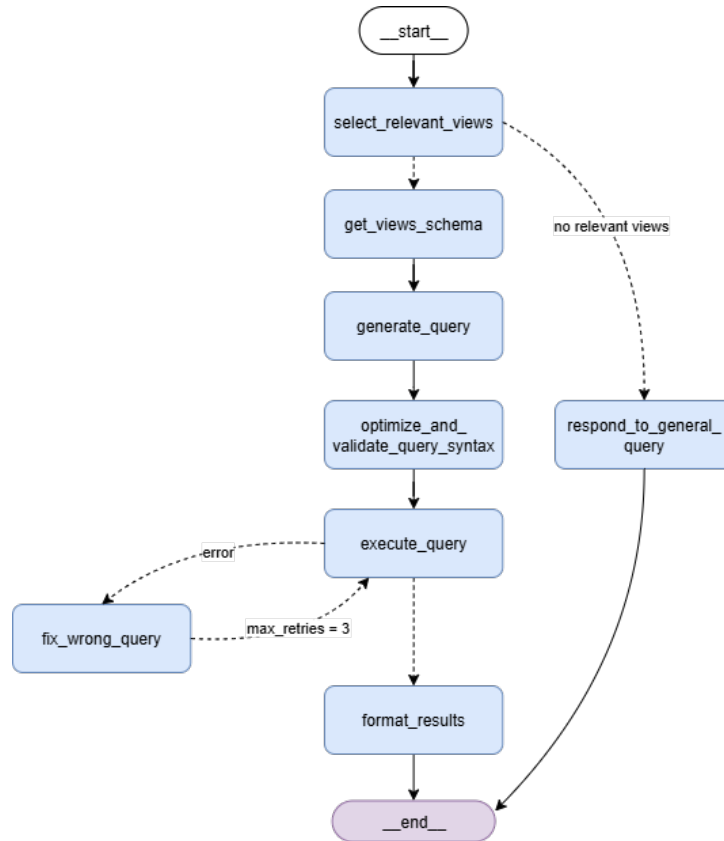 __start__
select_relevant_views
get_views_schema
no relevant views
generate_query
optimize_and_
validate_query_syntax
respond_to_general_
query
execute_query
error
fix_wrong_query
max_retries = 3
format_results
__end__